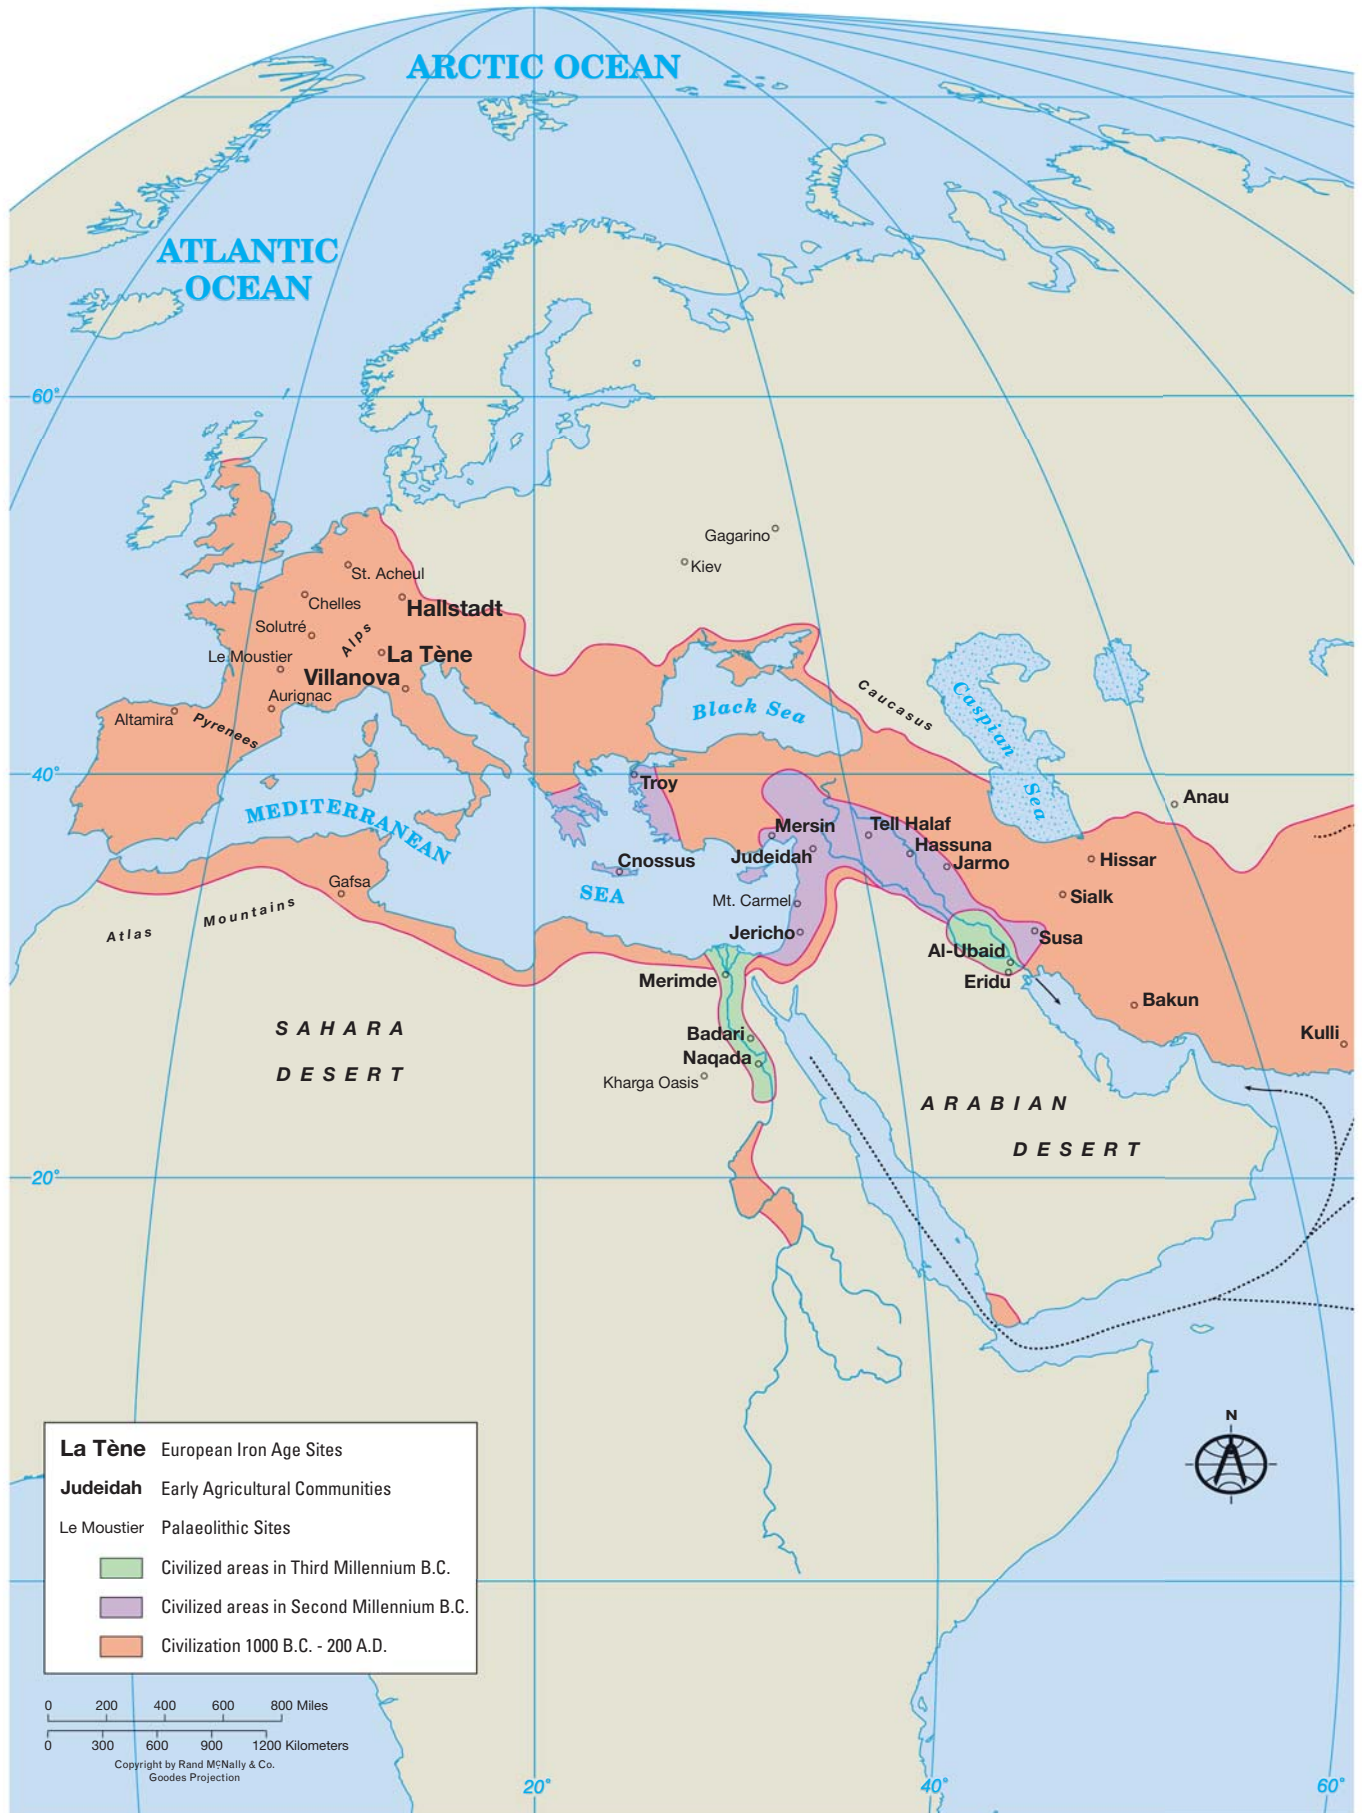 ARCTIC OCEAN
ATLANTIC
OCEAN
60°
Gagarino
Kiev
St. Acheul
Chelles
Hallstadt
Solutré
Alps
La Tène
Le Moustier
Villanova
Aurignac
Altamira
Pyrenees
Black Sea
Caucasus
Caspian
Sea
40°
MEDITERRANEAN
SEA
Troy
Anau
Mersin
Tell Halaf
Judeidah
Hassuna
Jarmo
Hissar
Cnossus
Gafsa
Sialk
Mt. Carmel
Atlas
Mountains
Jericho
Susa
Al-Ubaid
Eridu
Merimde
Bakun
SAHARA
DESERT
Badari
Naqada
Kharga Oasis
Kulli
ARABIAN
DESERT
20°
N
La Tène European Iron Age Sites
Judeidah Early Agricultural Communities
Le Moustier Palaeolithic Sites
Civilized areas in Third Millennium B.C.
Civilized areas in Second Millennium B.C.
Civilization 1000 B.C. - 200 A.D.
0 200 400 600 800 Miles
0 300 600 900 1200 Kilometers
Copyright by Rand McNally & Co.
Goodes Projection
20° 40° 60°